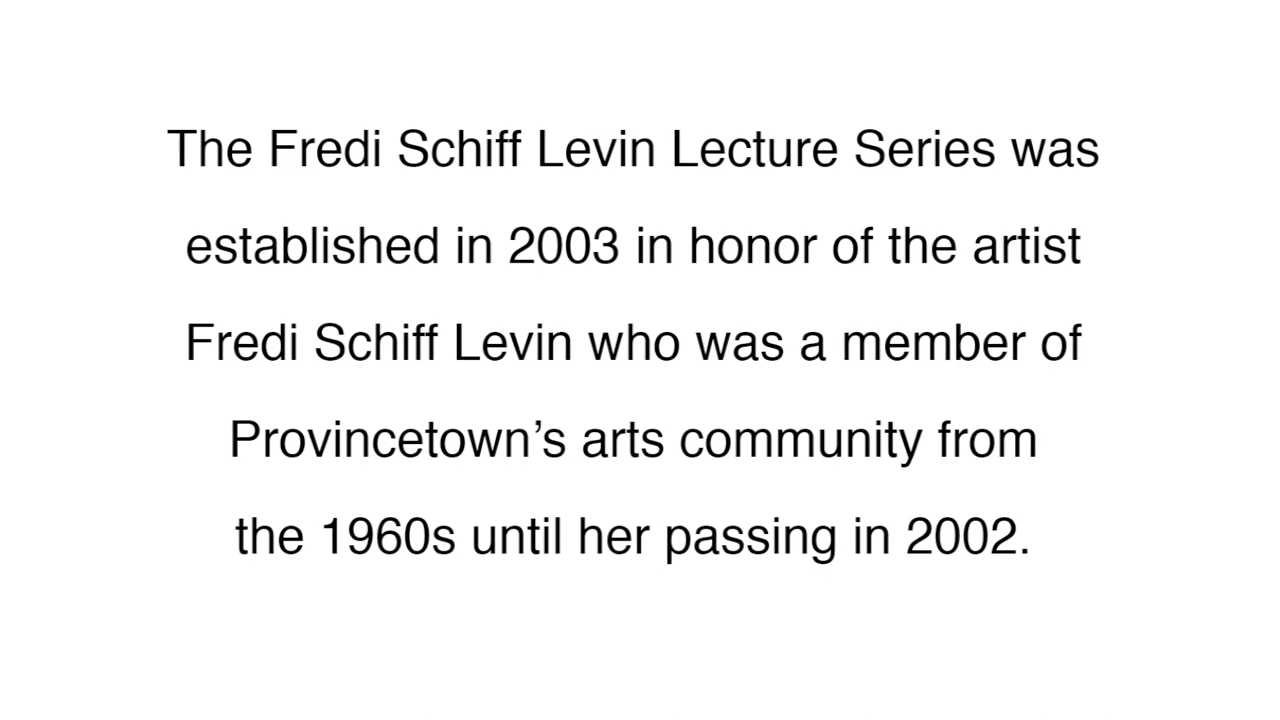 The Fredi Schiff Levin Lecture Series was
established in 2003 in honor of the artist
Fredi Schiff Levin who was a member of
Provincetown’s arts community from
the 1960s until her passing in 2002.